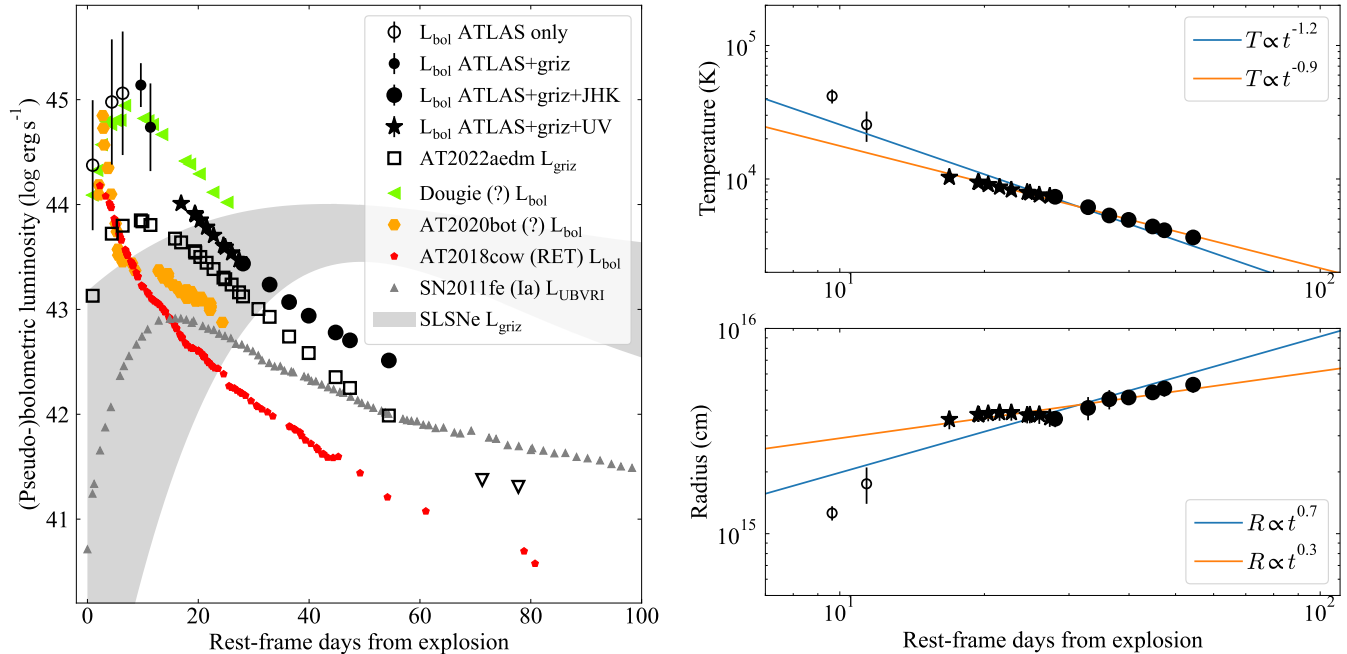 (Pseudo-)bolometric luminosity (log erg s⁻¹)
45
44
43
42
41
0
20
40
60
80
100
Rest-frame days from explosion
L_bol ATLAS only
L_bol ATLAS+griz
L_bol ATLAS+griz+JHK
L_bol ATLAS+griz+UV
AT2022aedm L_griz
Dougie (?) L_bol
AT2020bot (?) L_bol
AT2018cow (RET) L_bol
SN2011fe (Ia) L_UBVRI
SLSNe L_griz
Temperature (K)
10⁵
10⁴
T ∝ t^-1.2
T ∝ t^-0.9
10¹
10²
Radius (cm)
10¹⁶
10¹⁵
R ∝ t^0.7
R ∝ t^0.3
10¹
10²
Rest-frame days from explosion